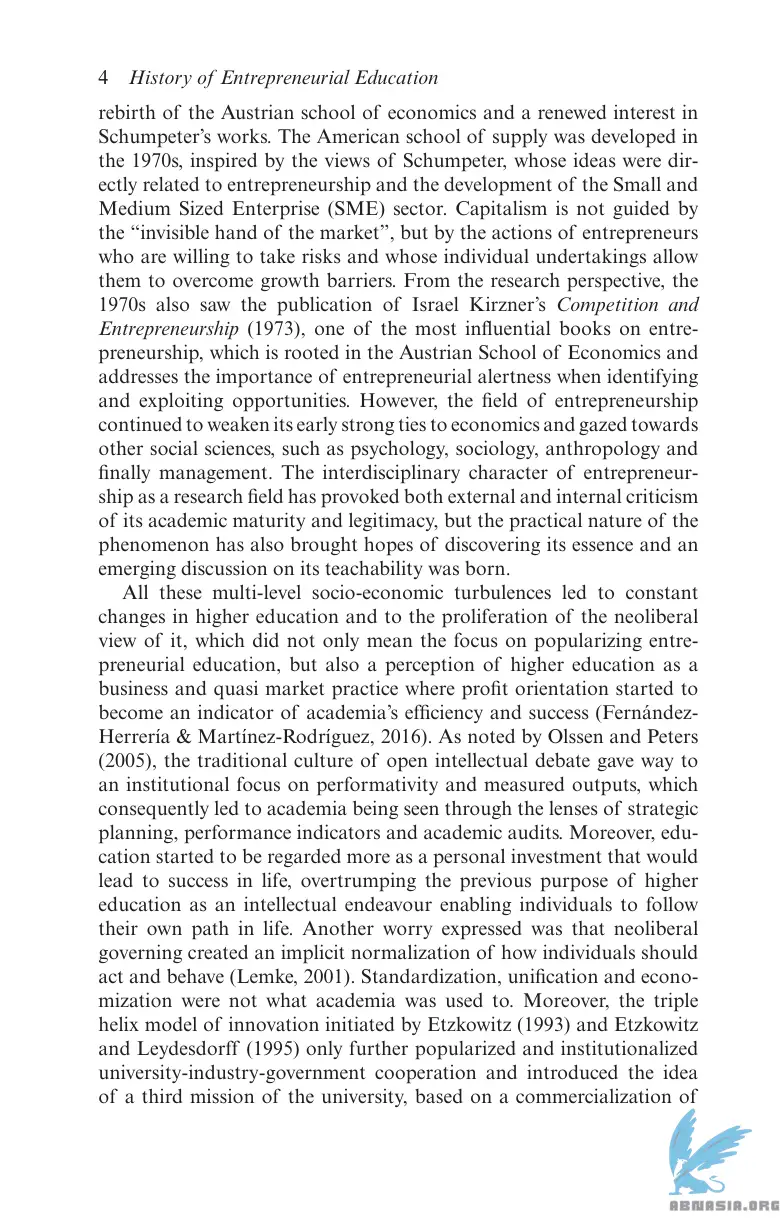 4 History of Entrepreneurial Education
rebirth of the Austrian school of economics and a renewed interest in
Schumpeter's works. The American school of supply was developed in
the 1970s, inspired by the views of Schumpeter, whose ideas were dir-
ectly related to entrepreneurship and the development of the Small and
Medium Sized Enterprise (SME) sector. Capitalism is not guided by
the “invisible hand of the market”, but by the actions of entrepreneurs
who are willing to take risks and whose individual undertakings allow
them to overcome growth barriers. From the research perspective, the
1970s also saw the publication of Israel Kirzner's Competition and
Entrepreneurship (1973), one of the most influential books on entre-
preneurship, which is rooted in the Austrian School of Economics and
addresses the importance of entrepreneurial alertness when identifying
and exploiting opportunities. However, the field of entrepreneurship
continued to weaken its early strong ties to economics and gazed towards
other social sciences, such as psychology, sociology, anthropology and
finally management. The interdisciplinary character of entrepreneur-
ship as a research field has provoked both external and internal criticism
of its academic maturity and legitimacy, but the practical nature of the
phenomenon has also brought hopes of discovering its essence and an
emerging discussion on its teachability was born.
All these multi-level socio-economic turbulences led to constant
changes in higher education and to the proliferation of the neoliberal
view of it, which did not only mean the focus on popularizing entre-
preneurial education, but also a perception of higher education as a
business and quasi market practice where profit orientation started to
become an indicator of academia's efficiency and success (Fernández-
Herrería & Martínez-Rodríguez, 2016). As noted by Olssen and Peters
(2005), the traditional culture of open intellectual debate gave way to
an institutional focus on performativity and measured outputs, which
consequently led to academia being seen through the lenses of strategic
planning, performance indicators and academic audits. Moreover, edu-
cation started to be regarded more as a personal investment that would
lead to success in life, overtrumping the previous purpose of higher
education as an intellectual endeavour enabling individuals to follow
their own path in life. Another worry expressed was that neoliberal
governing created an implicit normalization of how individuals should
act and behave (Lemke, 2001). Standardization, unification and econo-
mization were not what academia was used to. Moreover, the triple
helix model of innovation initiated by Etzkowitz (1993) and Etzkowitz
and Leydesdorff (1995) only further popularized and institutionalized
university-industry-government cooperation and introduced the idea
of a third mission of the university, based on a commercialization of
ABNASIA.ORG